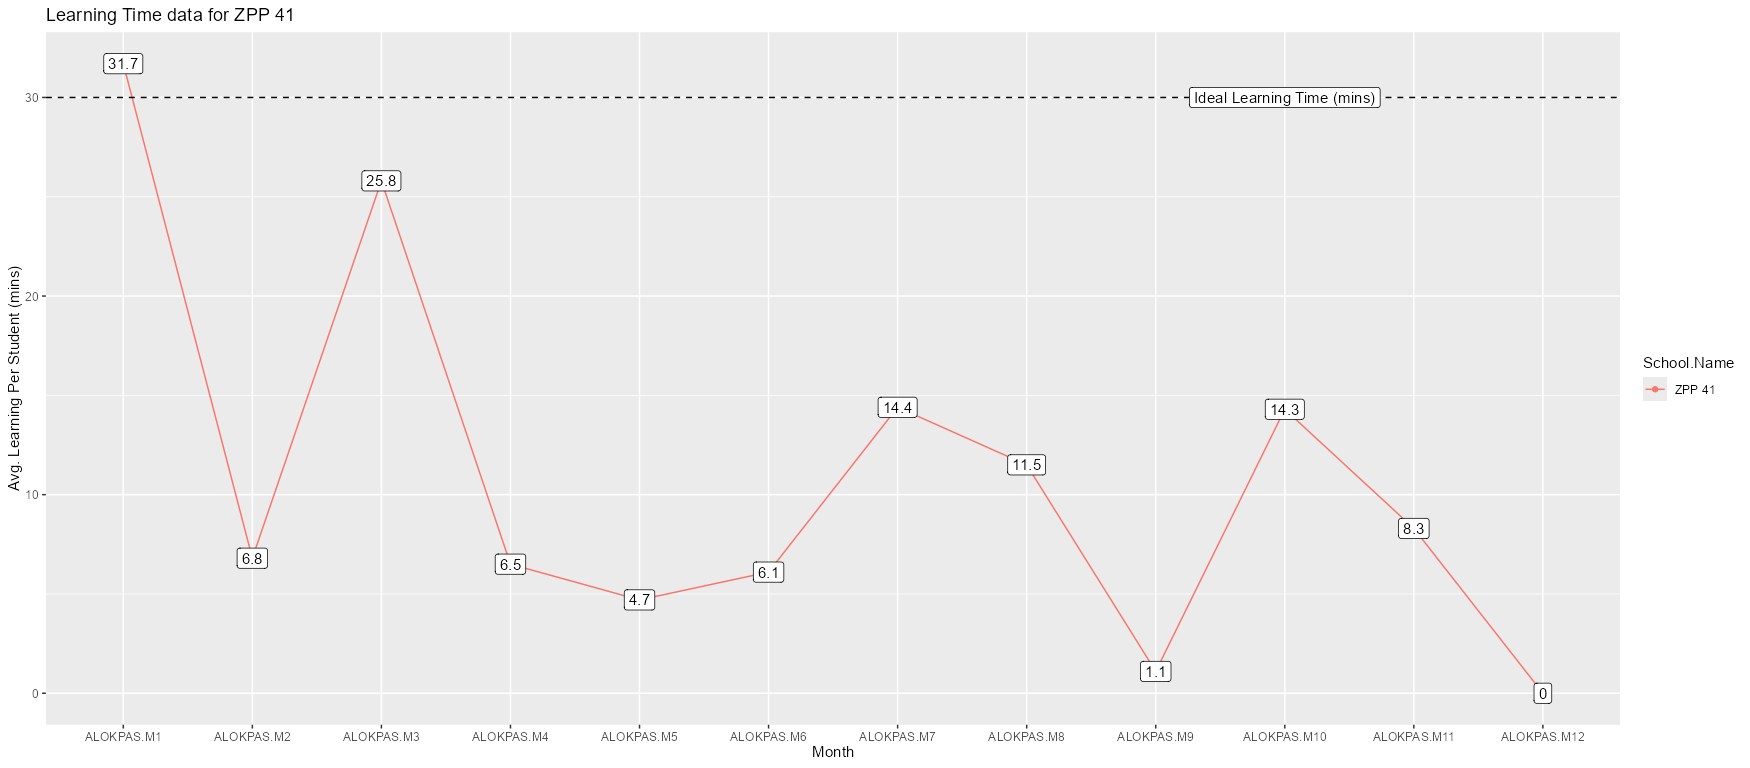 Learning Time data for ZPP 41
31.7
30
Ideal Learning Time (mins)
25.8
20
Avg. Learning Per Student (mins)
School.Name
ZPP 41
14.4
14.3
11.5
10
8.3
6.8
6.5
6.1
4.7
1.1
0
0
ALOKPAS.M1 ALOKPAS.M2 ALOKPAS.M3 ALOKPAS.M4 ALOKPAS.M5 ALOKPAS.M6 ALOKPAS.M7 ALOKPAS.M8 ALOKPAS.M9 ALOKPAS.M10 ALOKPAS.M11 ALOKPAS.M12
Month